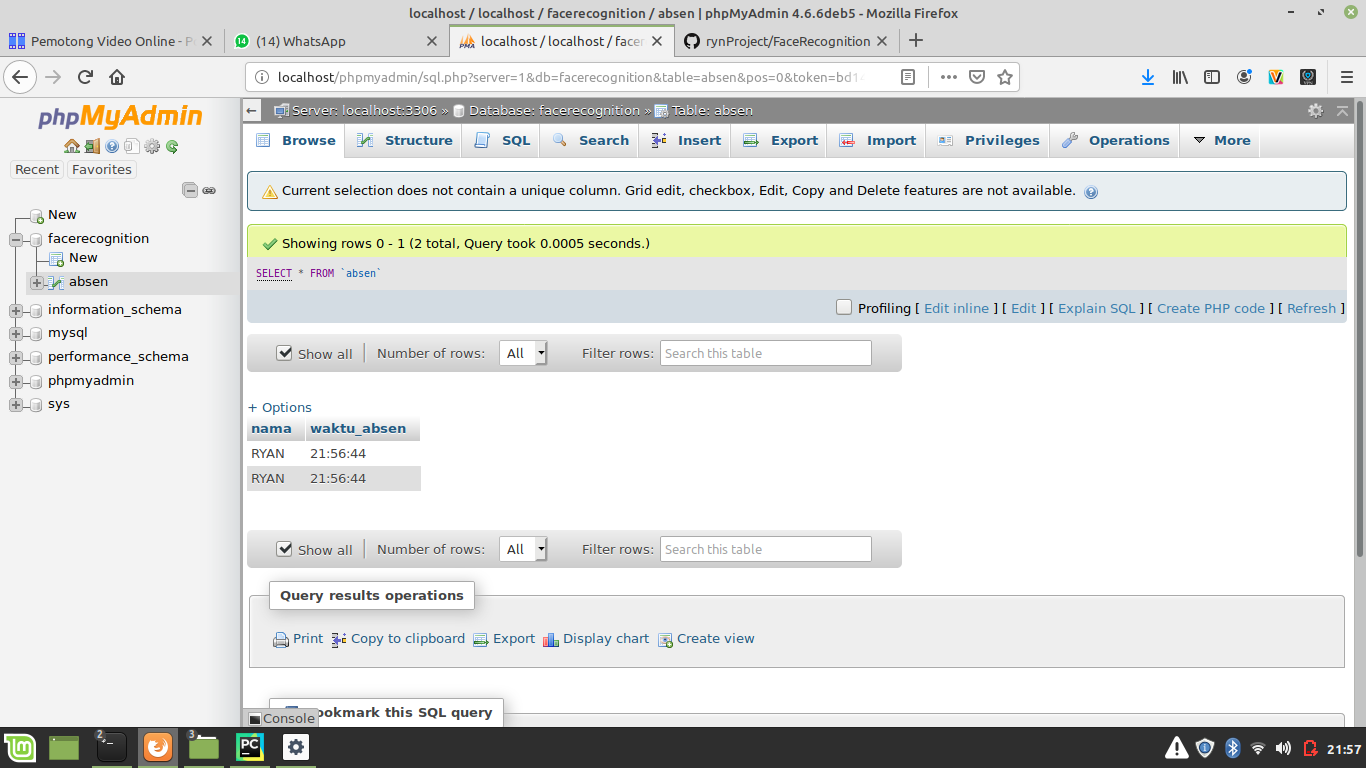 localhost / localhost / facerecognition / absen | phpMyAdmin 4.6.6deb5 - Mozilla Firefox
Pemotong Video Online - P
(14) WhatsApp
localhost / localhost / facer
rynProject/FaceRecognition
localhost/phpmyadmin/sql.php?server=1&db=facerecognition&table=absen&pos=0&token=bd1
phpMyAdmin
Recent Favorites
New
facerecognition
New
absen
information_schema
mysql
performance_schema
phpmyadmin
sys
Server: localhost:3306 » Database: facerecognition » Table: absen
Browse Structure SQL Search Insert Export Import Privileges Operations More
Current selection does not contain a unique column. Grid edit, checkbox, Edit, Copy and Delete features are not available.
Showing rows 0 - 1 (2 total, Query took 0.0005 seconds.)
SELECT * FROM `absen`
Profiling [ Edit inline ] [ Edit ] [ Explain SQL ] [ Create PHP code ] [ Refresh ]
Show all Number of rows: All Filter rows: Search this table
+ Options
nama waktu_absen
RYAN 21:56:44
RYAN 21:56:44
Show all Number of rows: All Filter rows: Search this table
Query results operations
Print Copy to clipboard Export Display chart Create view
ookmark this SQL query
Console
2
3
PC
21:57